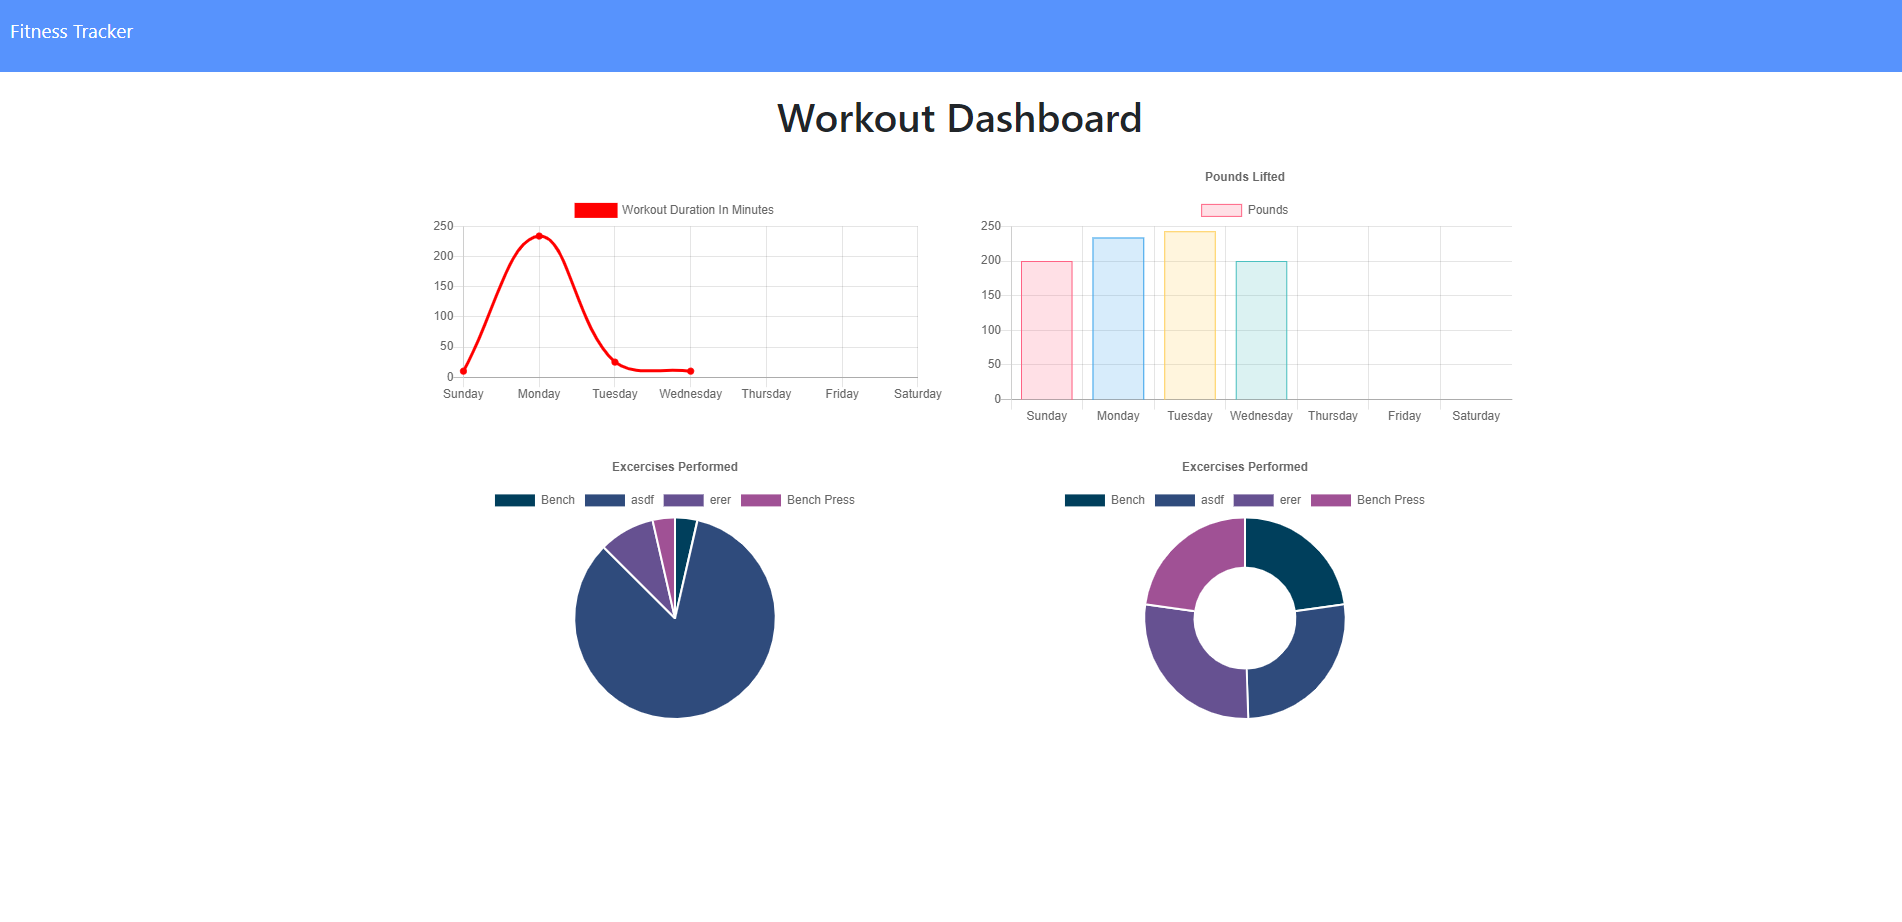 Fitness Tracker
Workout Dashboard
Workout Duration In Minutes
250
200
150
100
50
0
Sunday Monday Tuesday Wednesday Thursday Friday Saturday
Pounds Lifted
Pounds
250
200
150
100
50
0
Sunday Monday Tuesday Wednesday Thursday Friday Saturday
Excercises Performed
Bench asdf erer Bench Press
Excercises Performed
Bench asdf erer Bench Press